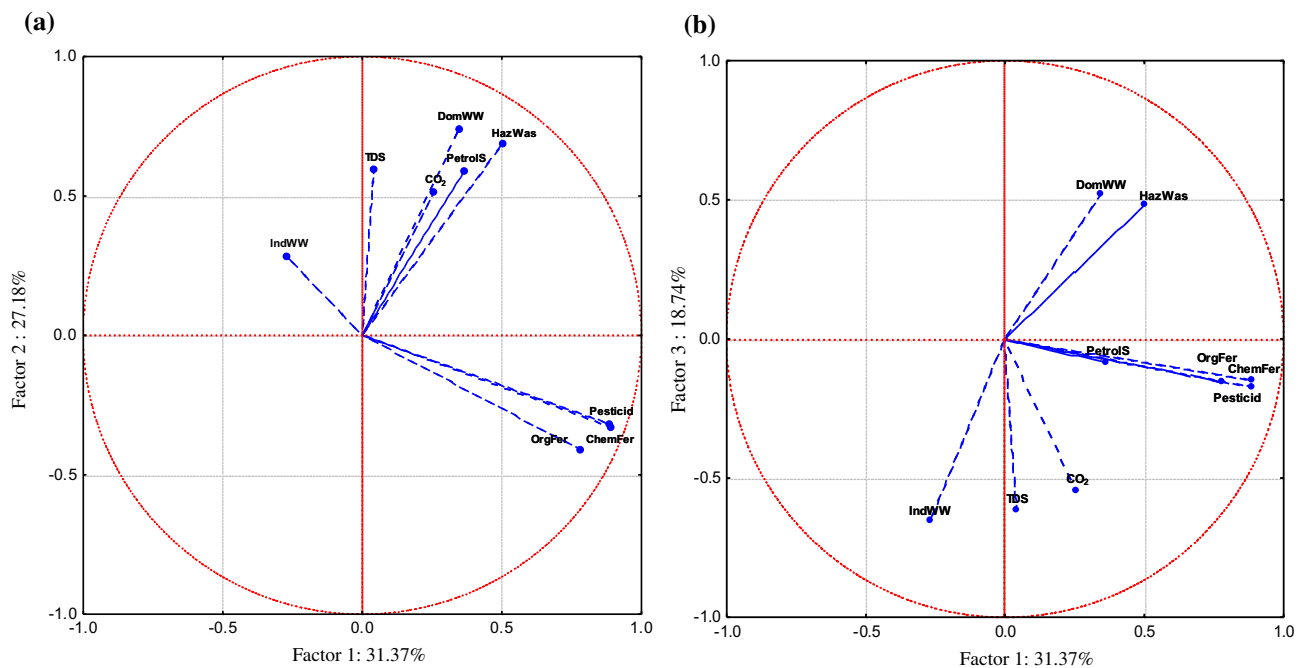 (a)
1.0
DomWW
HazWas
TDS
PetrolS
CO₂
0.5
IndWW
0.0
Factor 2 : 27.18%
Pesticid
OrgFer ChemFer
-0.5
-1.0
-1.0 -0.5 0.0 0.5 1.0
Factor 1: 31.37%
(b)
1.0
DomWW
HazWas
0.5
0.0
Factor 3 : 18.74%
PetrolS
OrgFer
ChemFer
Pesticid
-0.5
CO₂
TDS
IndWW
-1.0
-1.0 -0.5 0.0 0.5 1.0
Factor 1: 31.37%